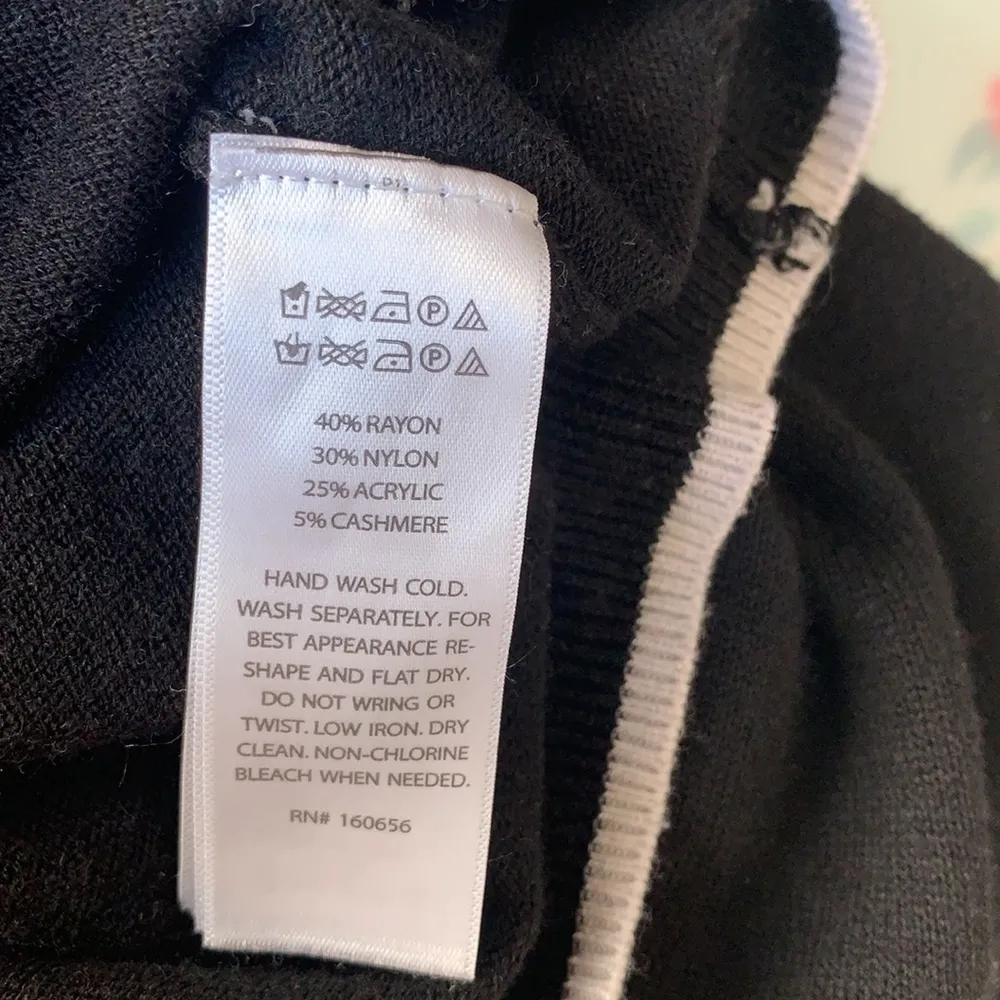 P
P
40% RAYON
30% NYLON
25% ACRYLIC
5% CASHMERE
HAND WASH COLD.
WASH SEPARATELY. FOR
BEST APPEARANCE RE-
SHAPE AND FLAT DRY.
DO NOT WRING OR
TWIST. LOW IRON. DRY
CLEAN. NON-CHLORINE
BLEACH WHEN NEEDED.
RN# 160656